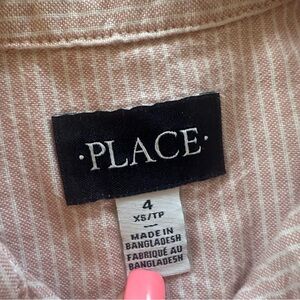 ·PLACE·
4
XS/TP
MADE IN
BANGLADESH
FABRIQUÉ AU
BANGLADESH